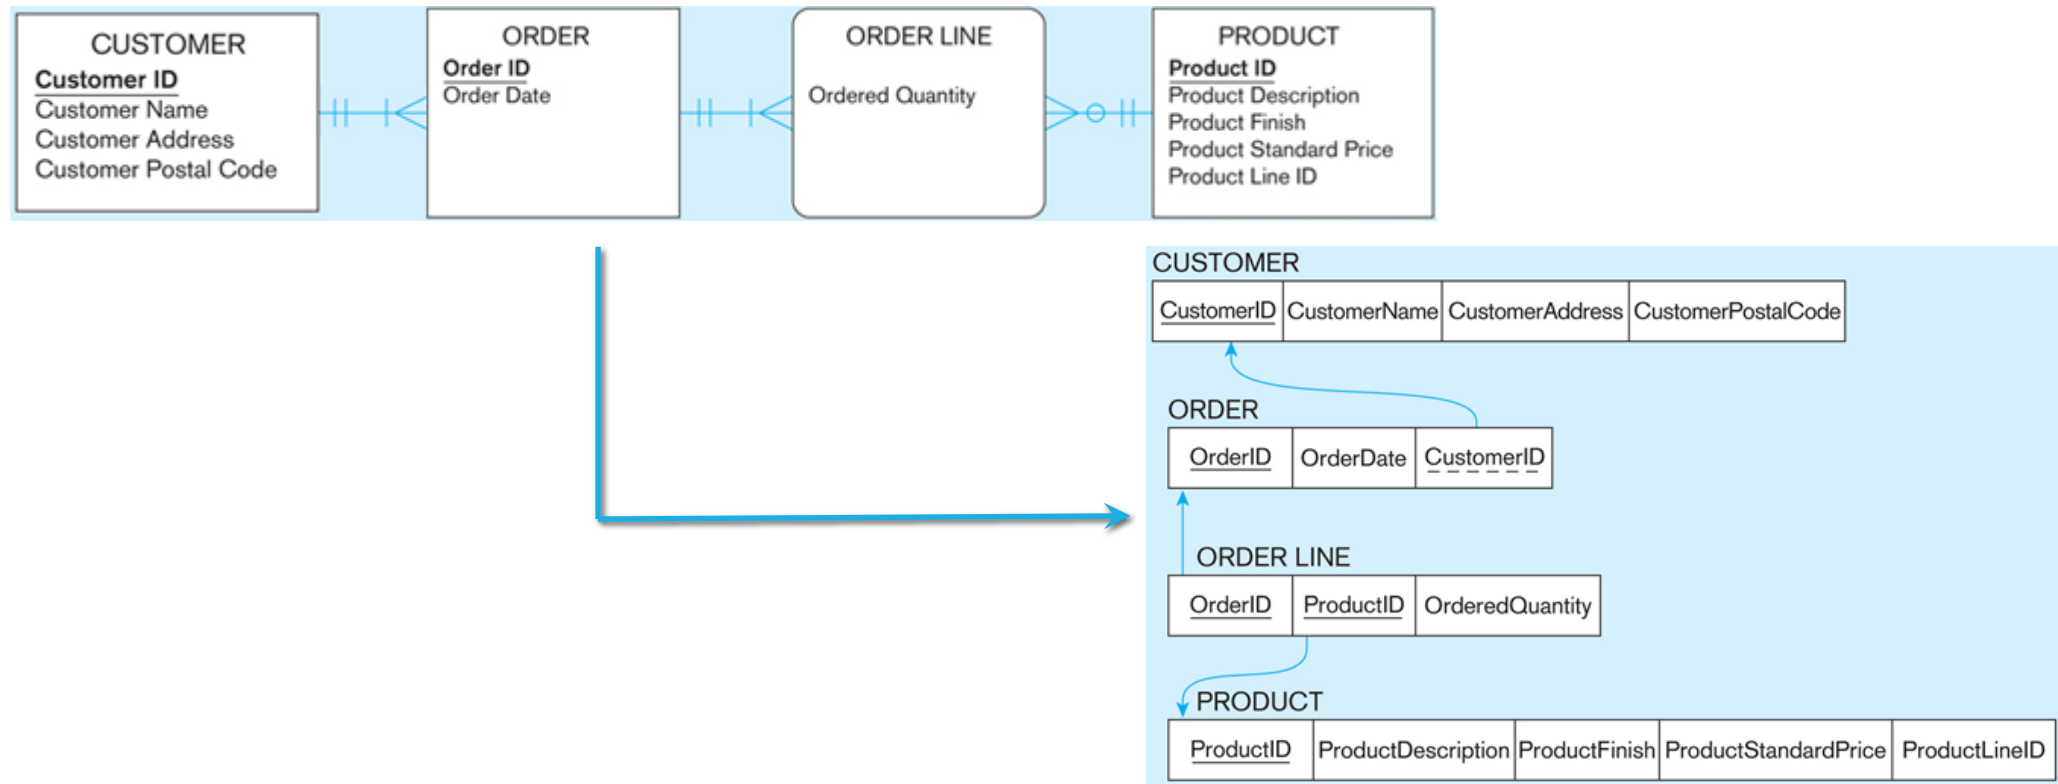 CUSTOMER
Customer ID
Customer Name
Customer Address
Customer Postal Code
ORDER
Order ID
Order Date
ORDER LINE
Ordered Quantity
PRODUCT
Product ID
Product Description
Product Finish
Product Standard Price
Product Line ID
CUSTOMER
CustomerID CustomerName CustomerAddress CustomerPostalCode
ORDER
OrderID OrderDate CustomerID
ORDER LINE
OrderID ProductID OrderedQuantity
PRODUCT
ProductID ProductDescription ProductFinish ProductStandardPrice ProductLineID